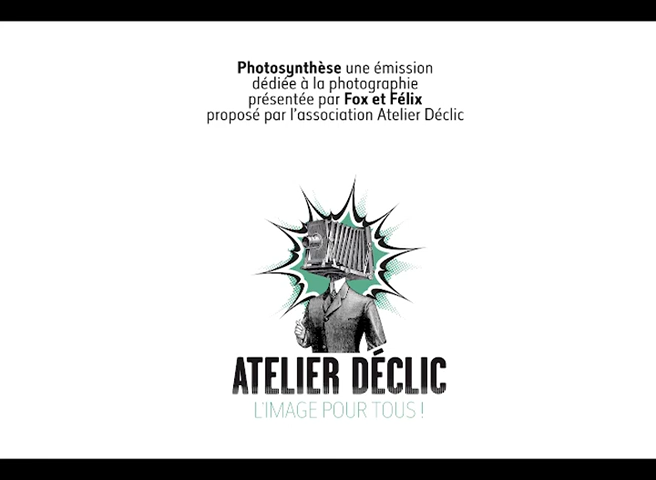 Photosynthèse une émission
dédiée à la photographie
présentée par Fox et Félix
proposé par l'association Atelier Déclic
ATELIER DÉCLIC
L'IMAGE POUR TOUS !